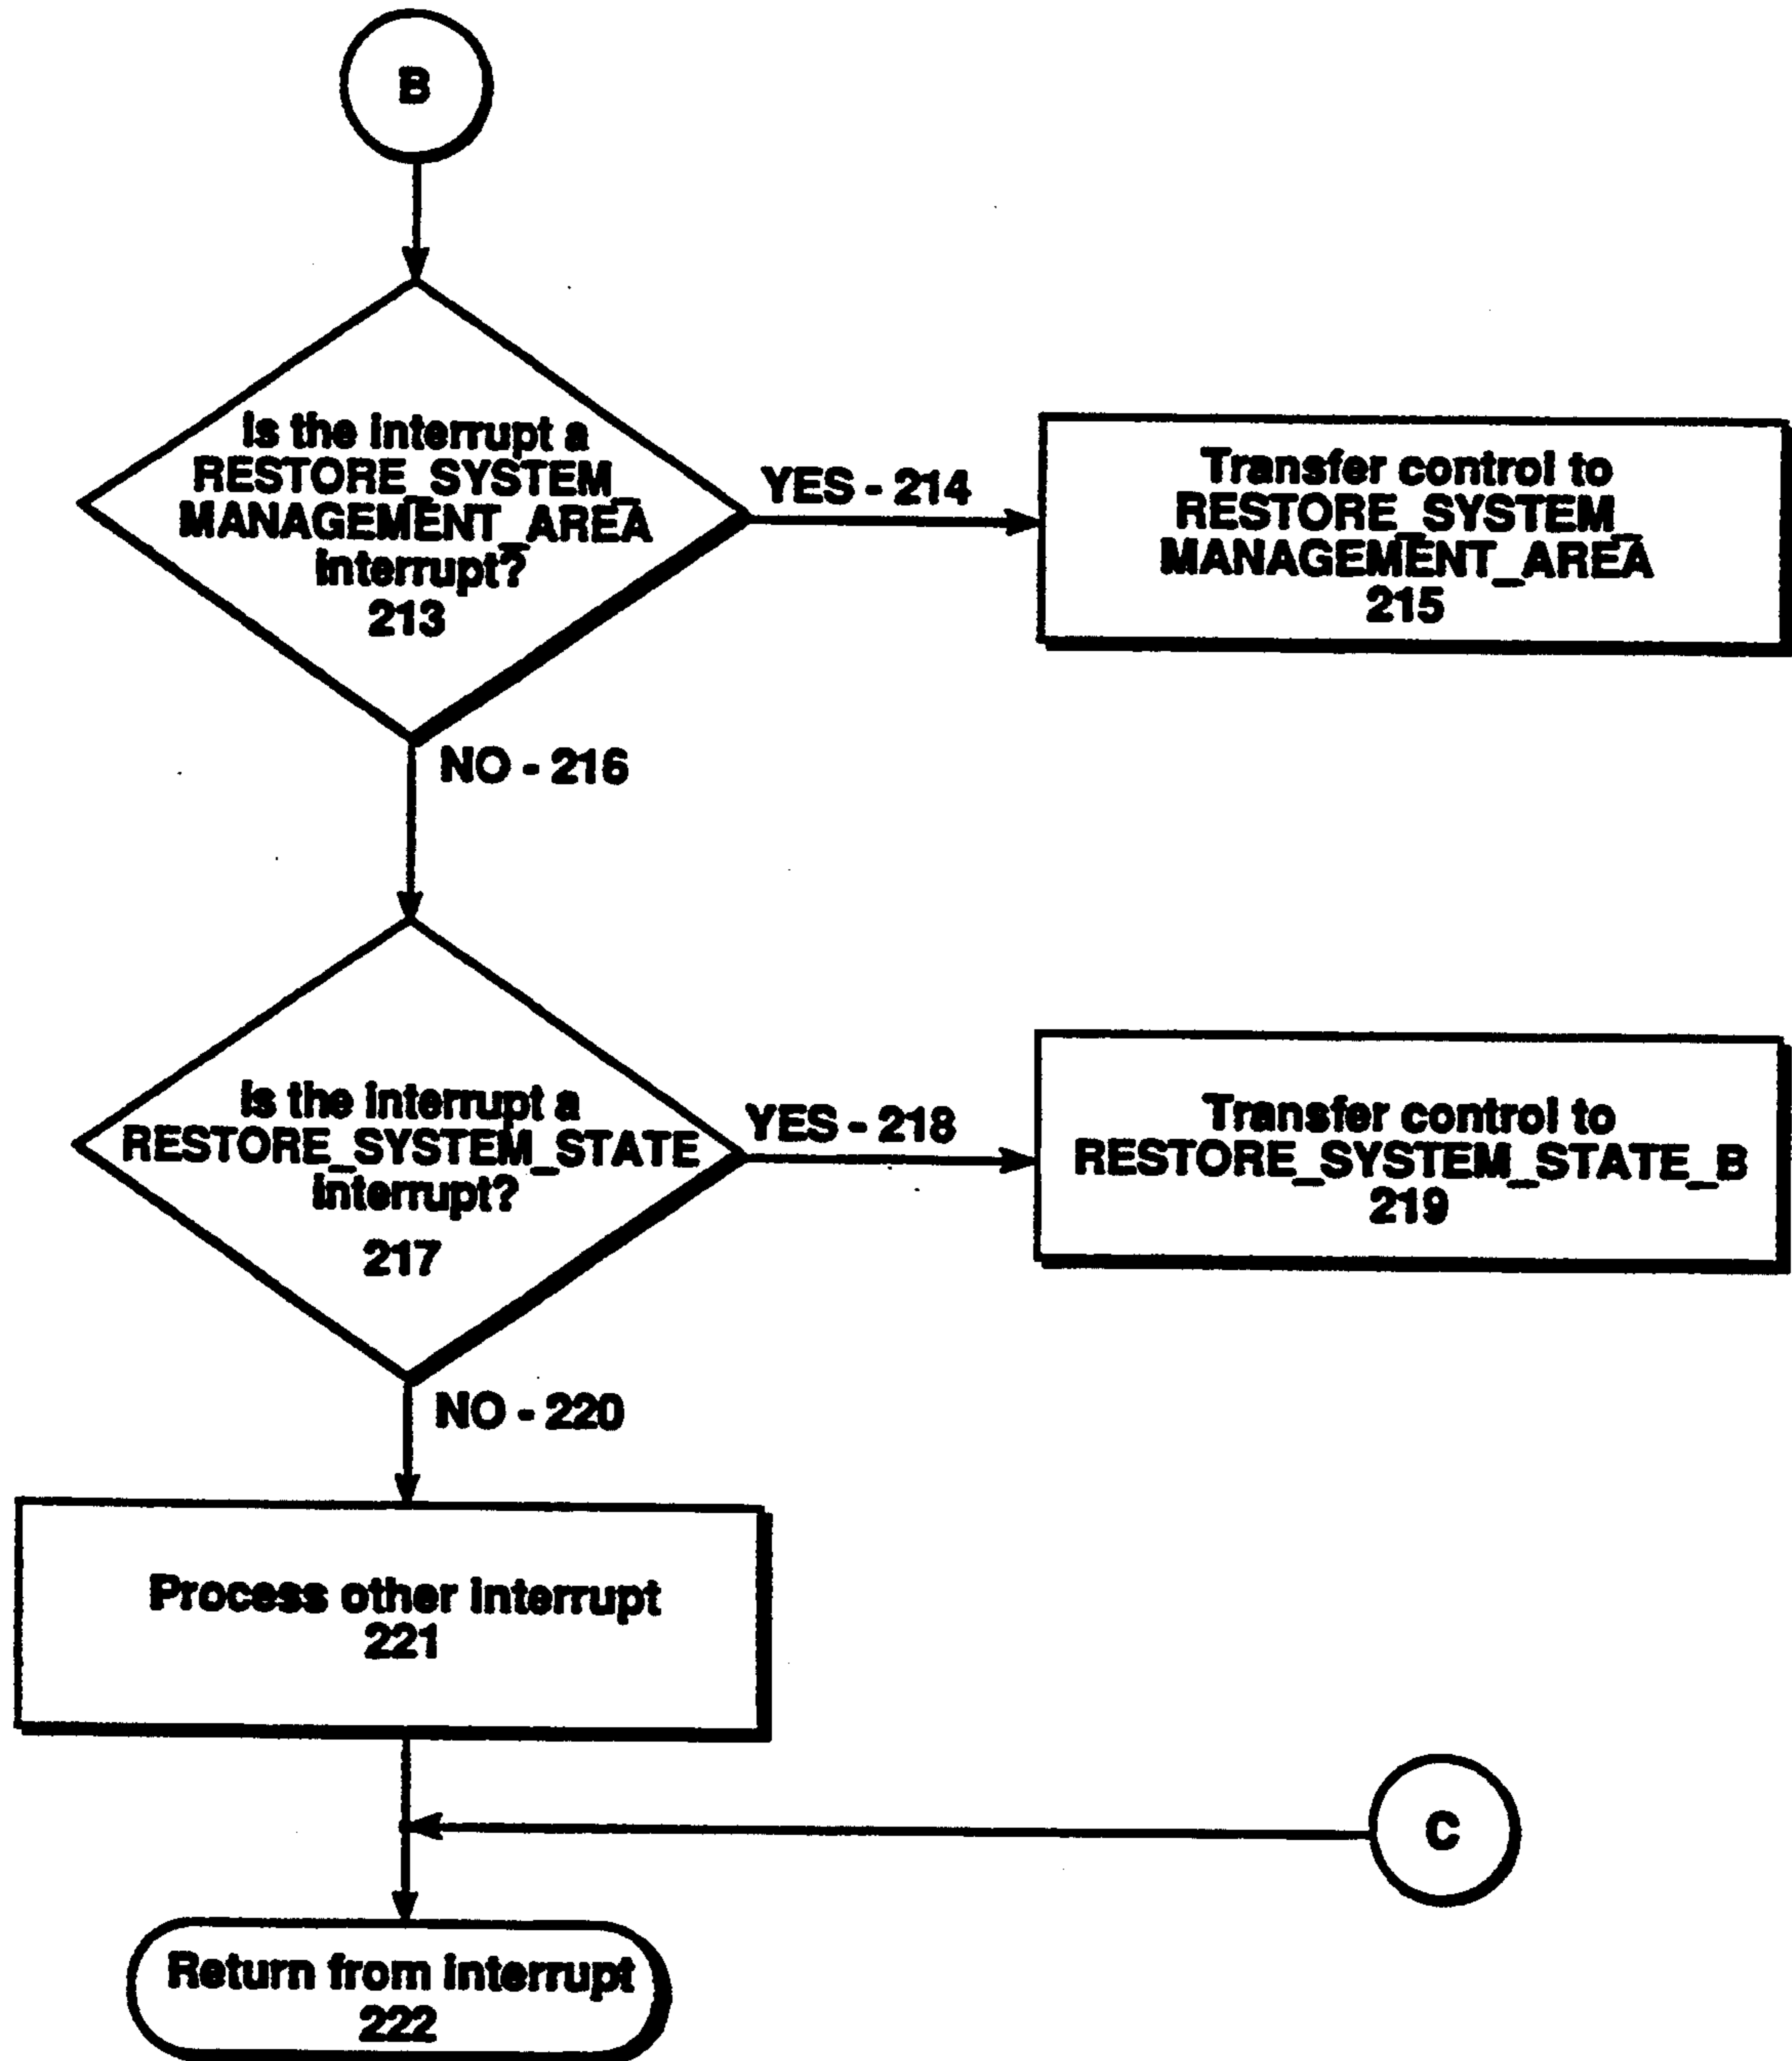 B
Is the interrupt a
RESTORE_SYSTEM_
MANAGEMENT_AREA
interrupt?
213
YES - 214
Transfer control to
RESTORE_SYSTEM_
MANAGEMENT_AREA
215
NO - 216
Is the interrupt a
RESTORE_SYSTEM_STATE
interrupt?
217
YES - 218
Transfer control to
RESTORE_SYSTEM_STATE_B
219
NO - 220
Process other interrupt
221
C
Return from interrupt
222